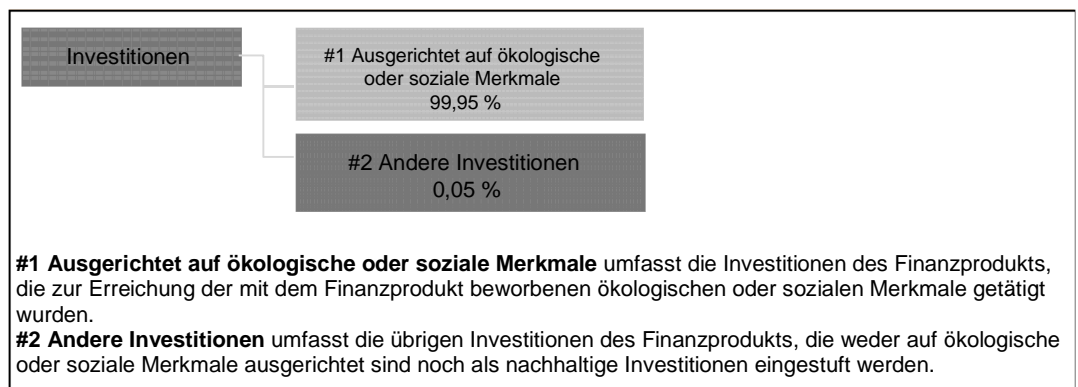 Investitionen
#1 Ausgerichtet auf ökologische
oder soziale Merkmale
99,95 %
#2 Andere Investitionen
0,05 %
#1 Ausgerichtet auf ökologische oder soziale Merkmale umfasst die Investitionen des Finanzprodukts,
die zur Erreichung der mit dem Finanzprodukt beworbenen ökologischen oder sozialen Merkmale getätigt
wurden.
#2 Andere Investitionen umfasst die übrigen Investitionen des Finanzprodukts, die weder auf ökologische
oder soziale Merkmale ausgerichtet sind noch als nachhaltige Investitionen eingestuft werden.